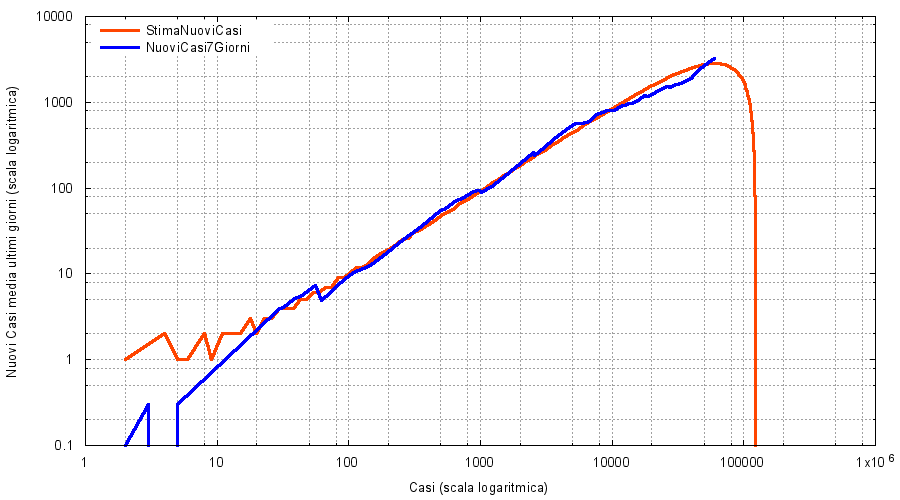 10000
StimaNuoviCasi
NuoviCasi7Giorni
1000
100
10
1
0.1
Nuovi Casi media ultimi giorni (scala logaritmica)
1 10 100 1000 10000 100000 1x10 6
Casi (scala logaritmica)